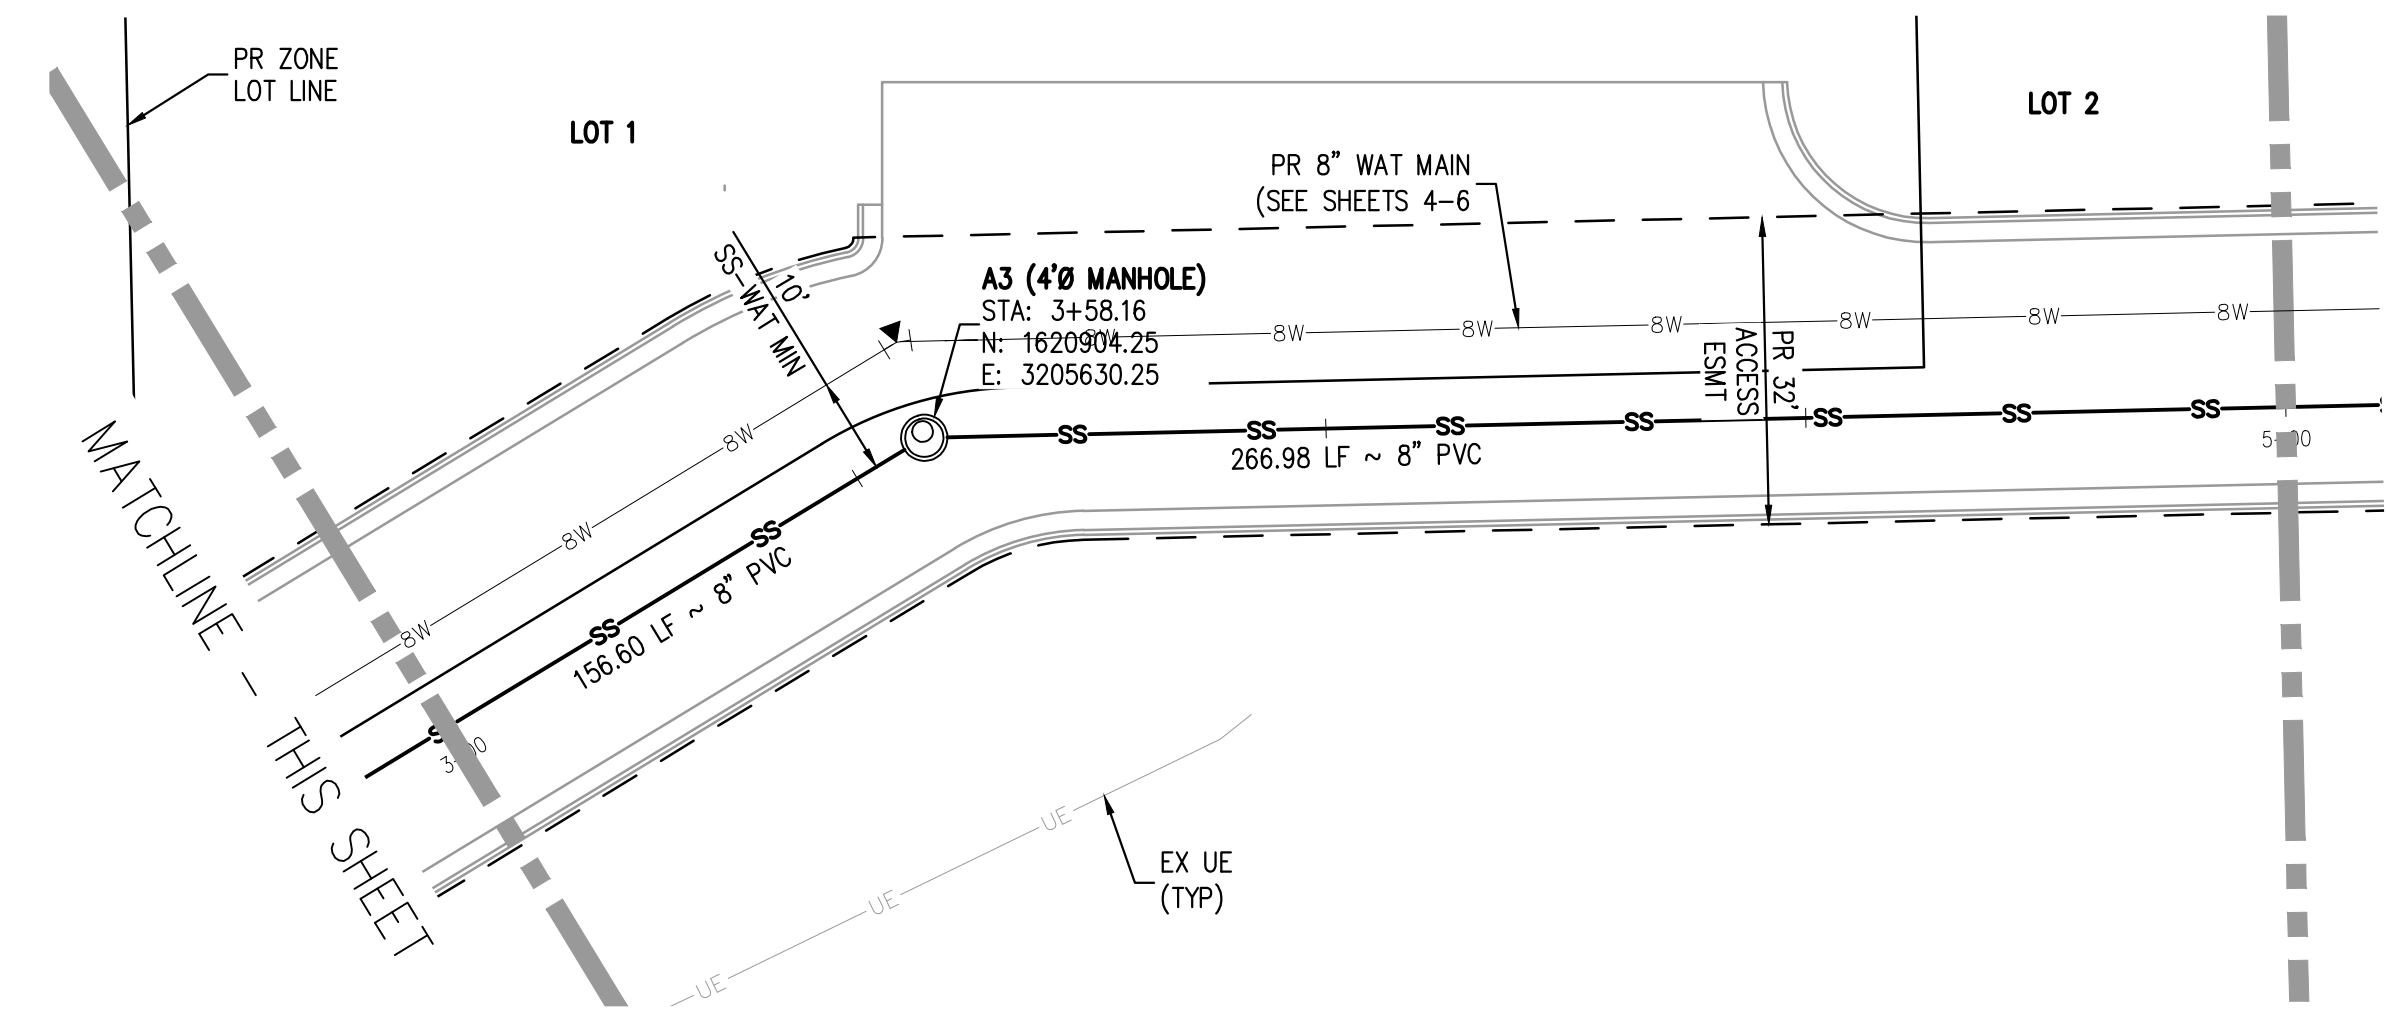 PR ZONE
LOT LINE
LOT 1
LOT 2
PR 8” WAT MAIN
(SEE SHEETS 4-6
10'
SS-WAT MIN
A3 (4'Ø MANHOLE)
STA: 3+58.16
N: 1620904.25
E: 3205630.25
8W
8W
8W
8W
8W
8W
8W
8W
8W
8W
PR 32'
ACCESS
ESMT
SS
SS
SS
SS
SS
SS
SS
266.98 LF ~ 8” PVC
SS
SS
156.60 LF ~ 8” PVC
MATCHLINE - THIS SHEET
UE
UE
UE
EX UE
(TYP)